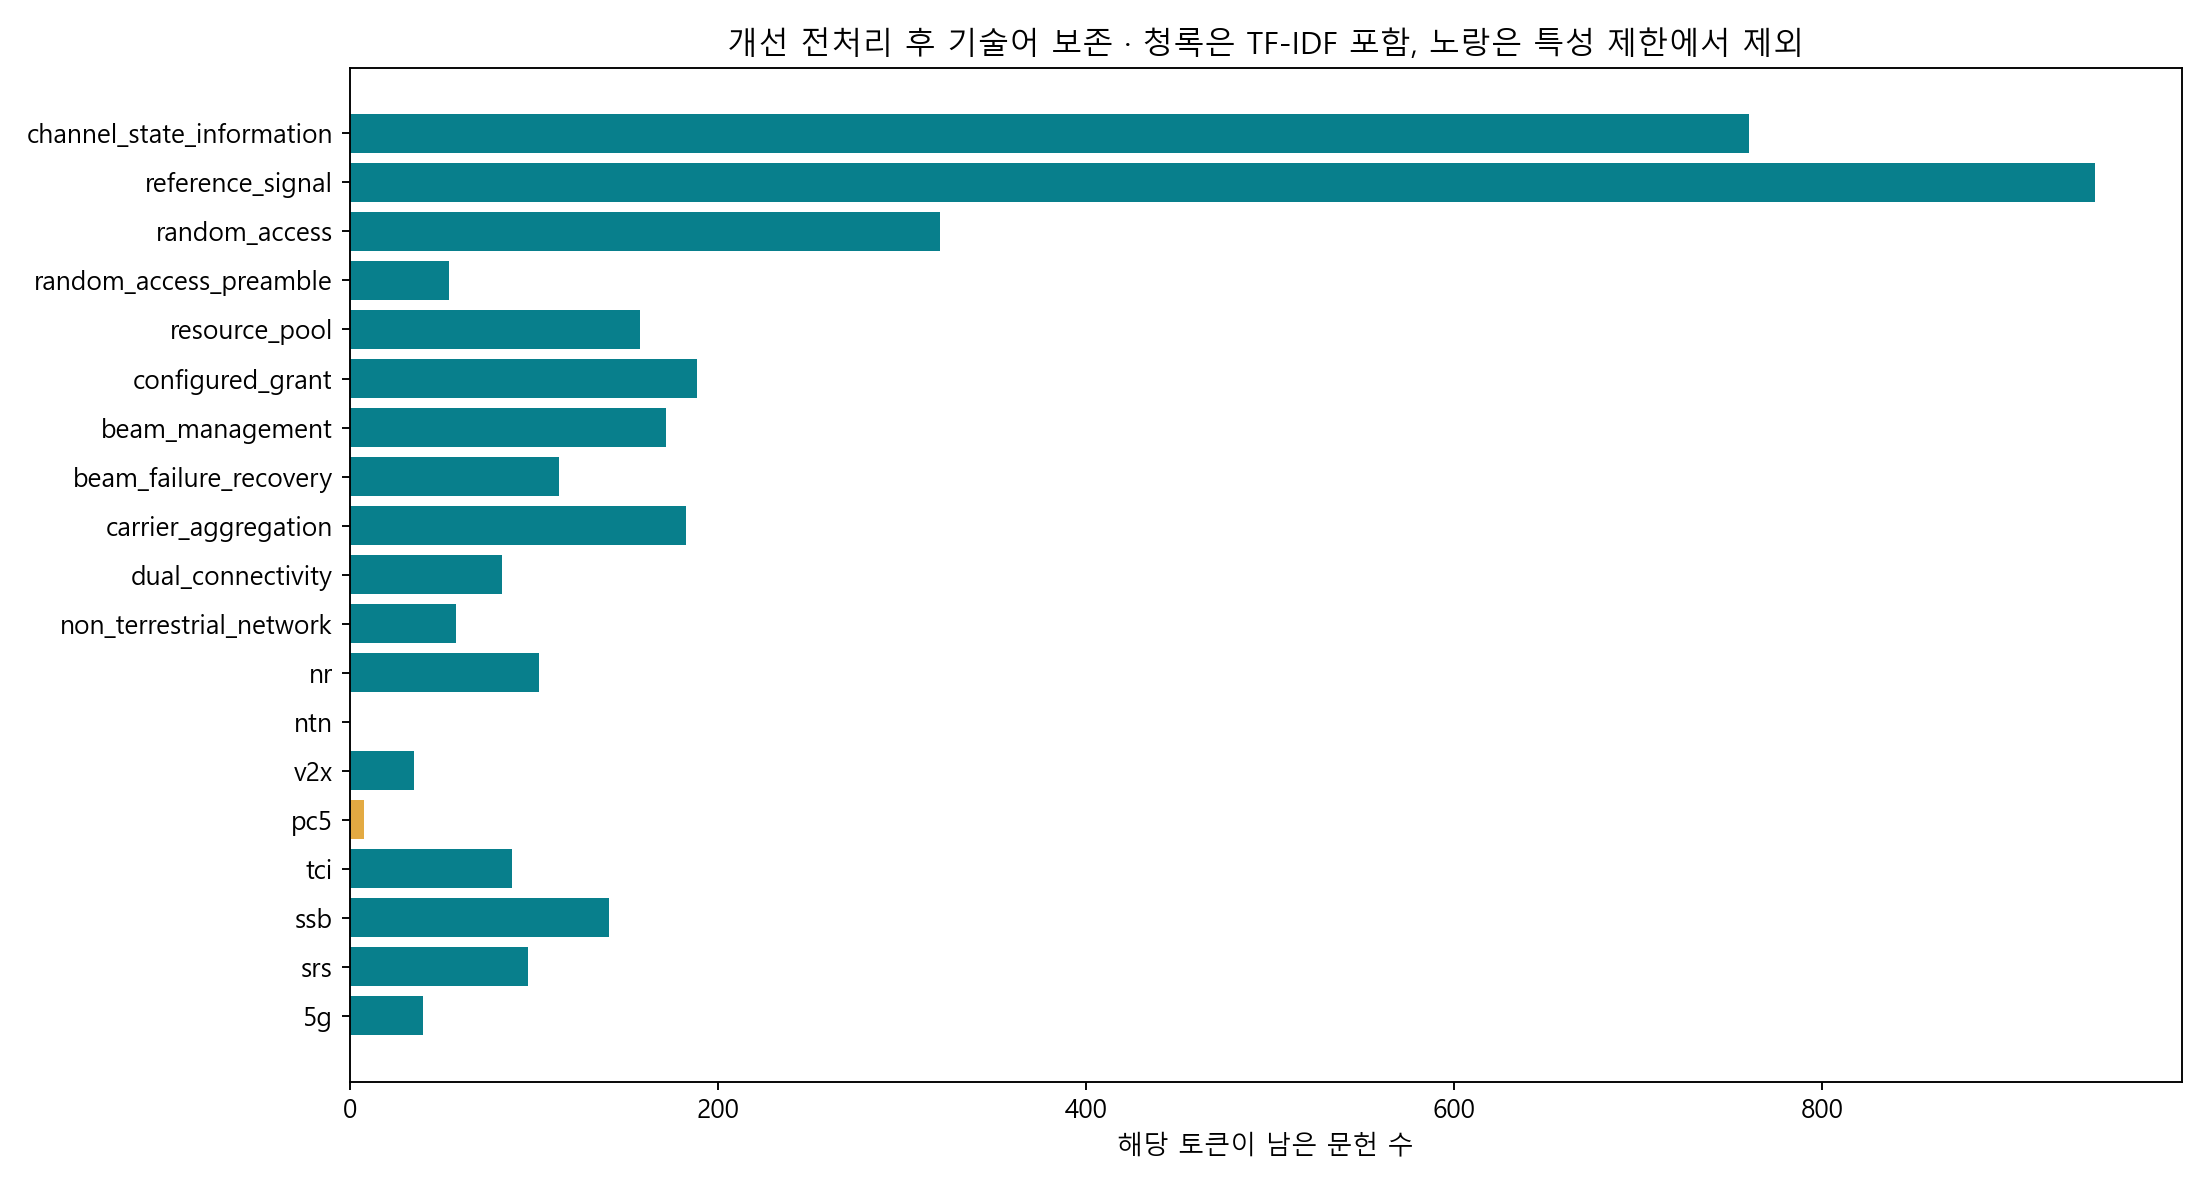 개선 전처리 후 기술어 보존 · 청록은 TF-IDF 포함, 노랑은 특성 제한에서 제외
channel_state_information
reference_signal
random_access
random_access_preamble
resource_pool
configured_grant
beam_management
beam_failure_recovery
carrier_aggregation
dual_connectivity
non_terrestrial_network
nr
ntn
v2x
pc5
tci
ssb
srs
5g
0 200 400 600 800
해당 토큰이 남은 문헌 수